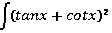 ∫(tanx + cotx)²